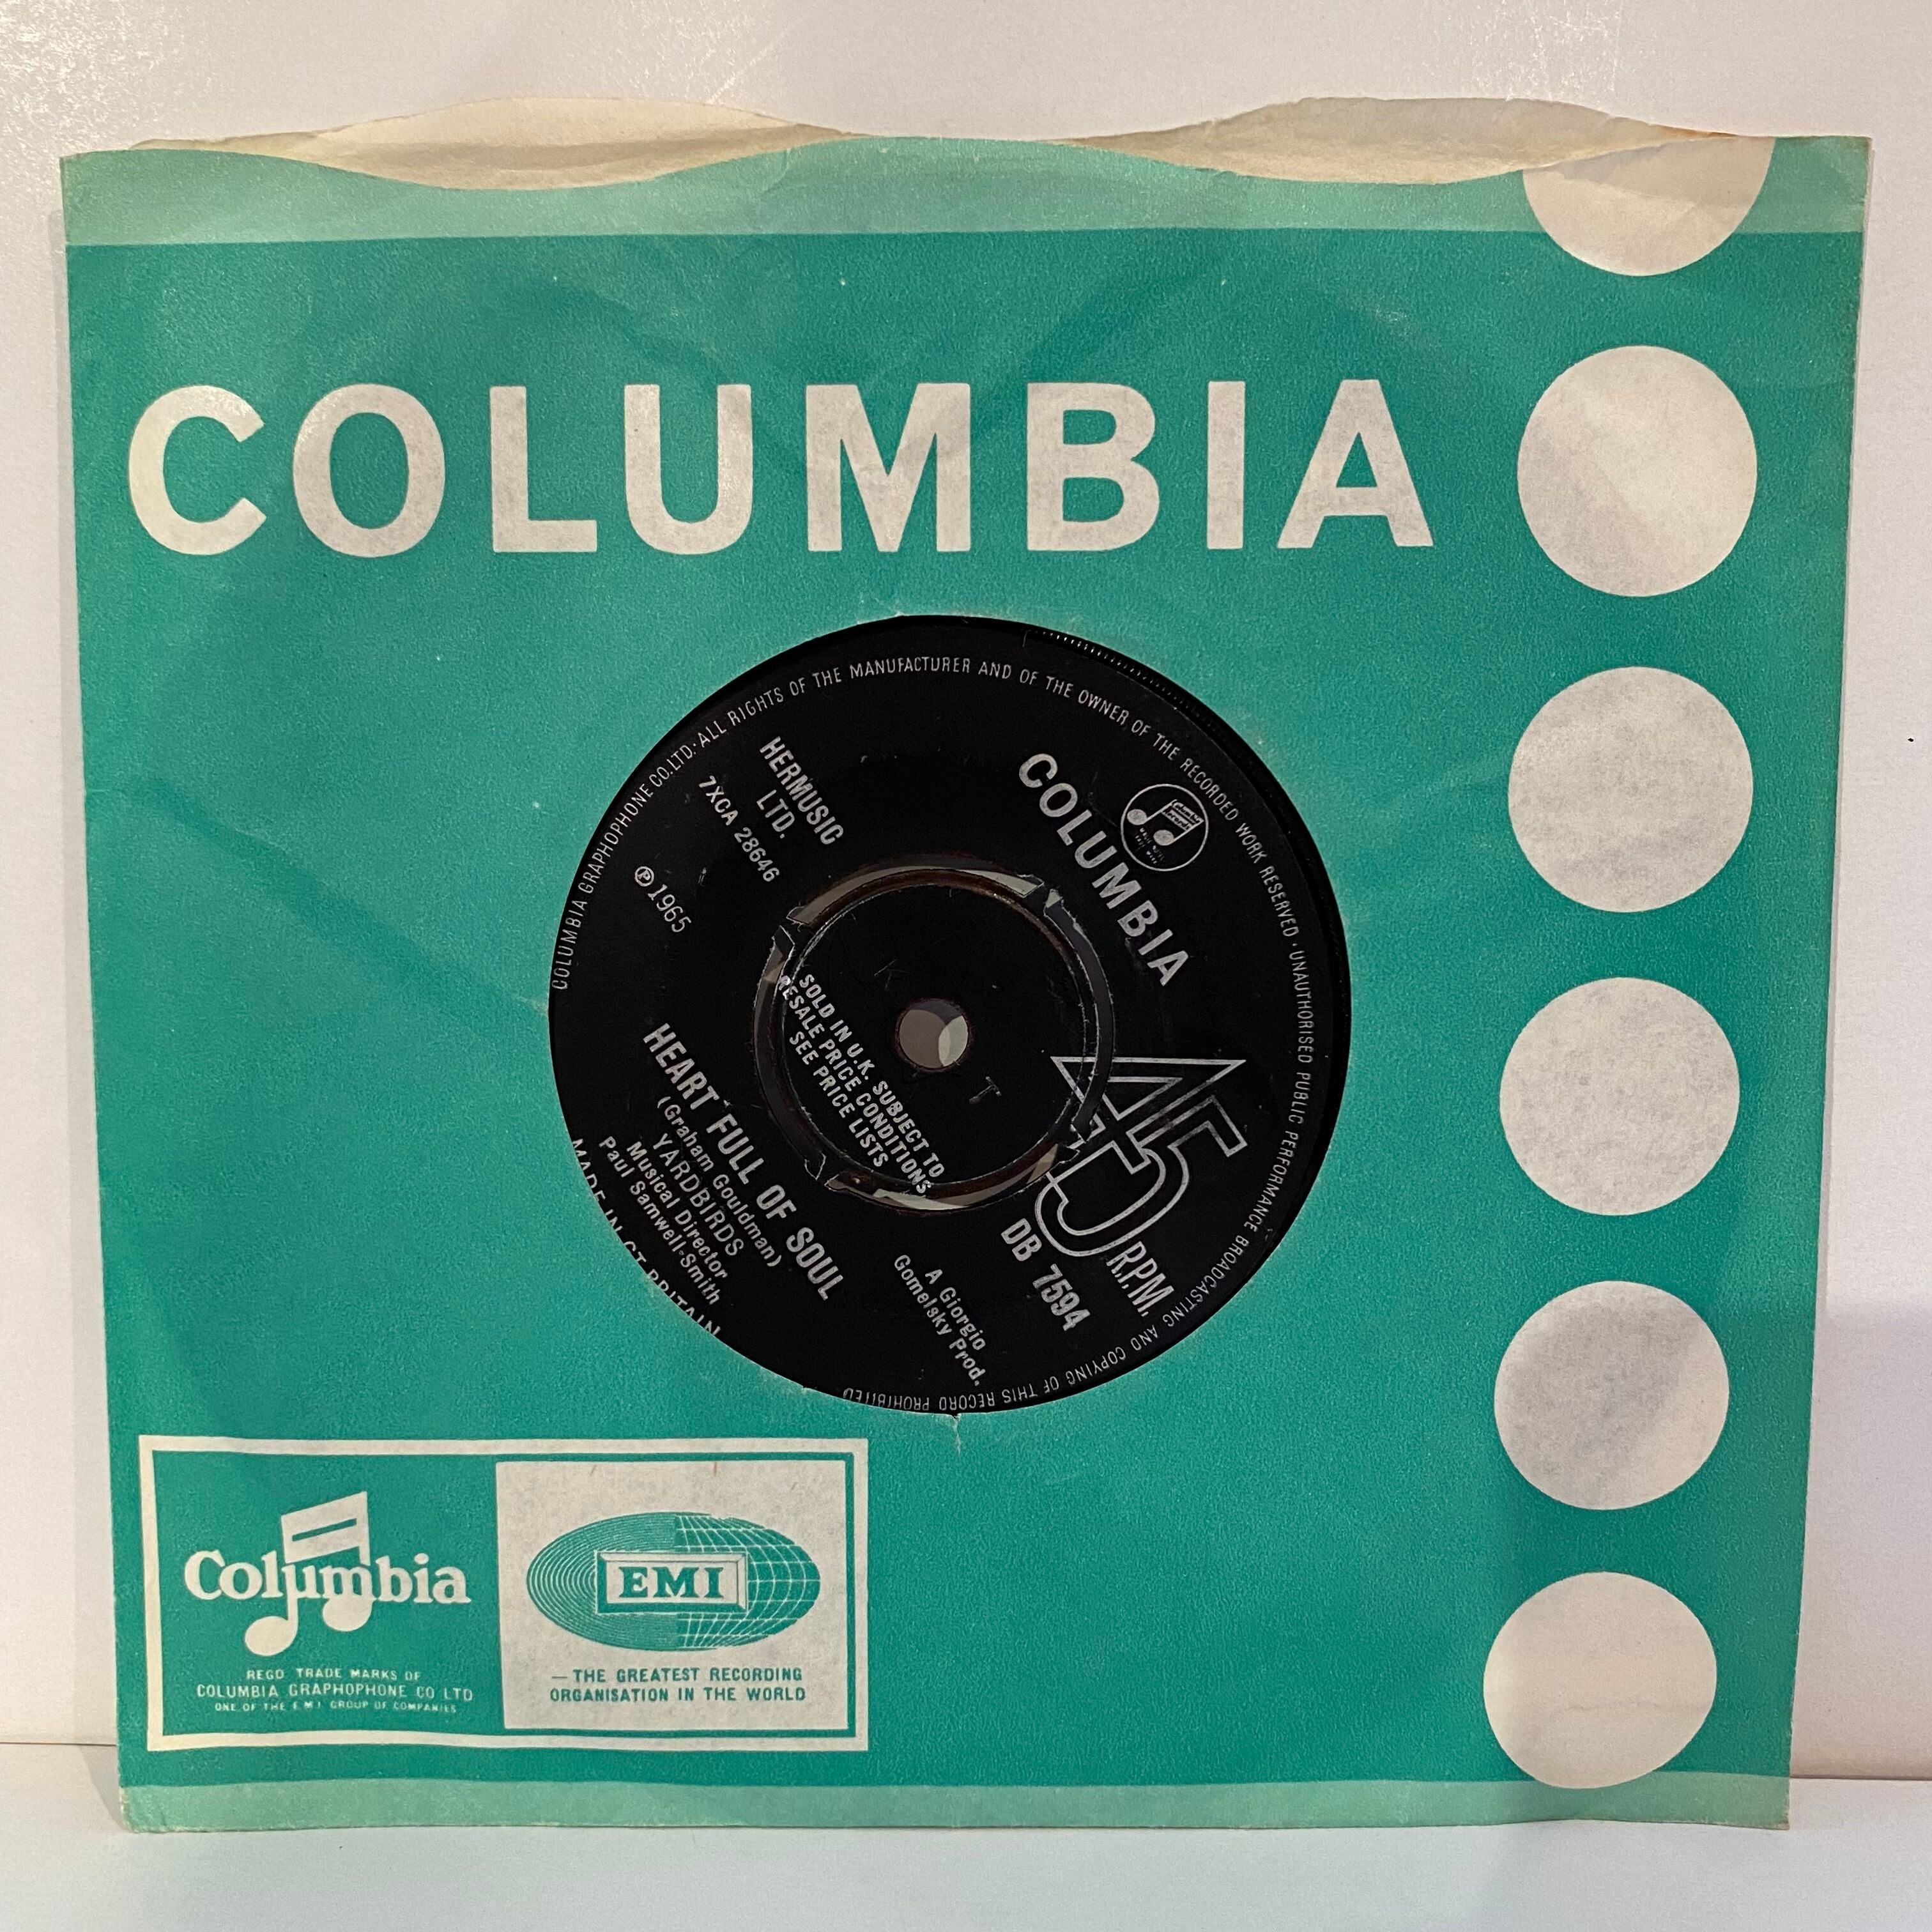 COLUMBIA
COLUMBIA GRAPHOPHONE CO.LTD. · ALL RIGHTS OF THE MANUFACTURER AND OF THE OWNER OF THE RECORDED WORK RESERVED · UNAUTHORISED PUBLIC PERFORMANCE BROADCASTING AND COPYING OF THIS RECORD PROHIBITED
COLUMBIA
HERMUSIC
LTD.
7XCA 28646
℗1965
45
R.P.M.
DB 7594
SOLD IN U.K. SUBJECT TO
RESALE PRICE CONDITIONS,
SEE PRICE LISTS
K
T
A Giorgio
Gomelsky Prod.
HEART FULL OF SOUL
(Graham Gouldman)
YARDBIRDS
Musical Director
Paul Samwell-Smith
MADE IN GT. BRITAIN
Columbia
REGD TRADE MARKS OF
COLUMBIA GRAPHOPHONE CO LTD
ONE OF THE E.M.I GROUP OF COMPANIES
EMI
—THE GREATEST RECORDING
ORGANISATION IN THE WORLD